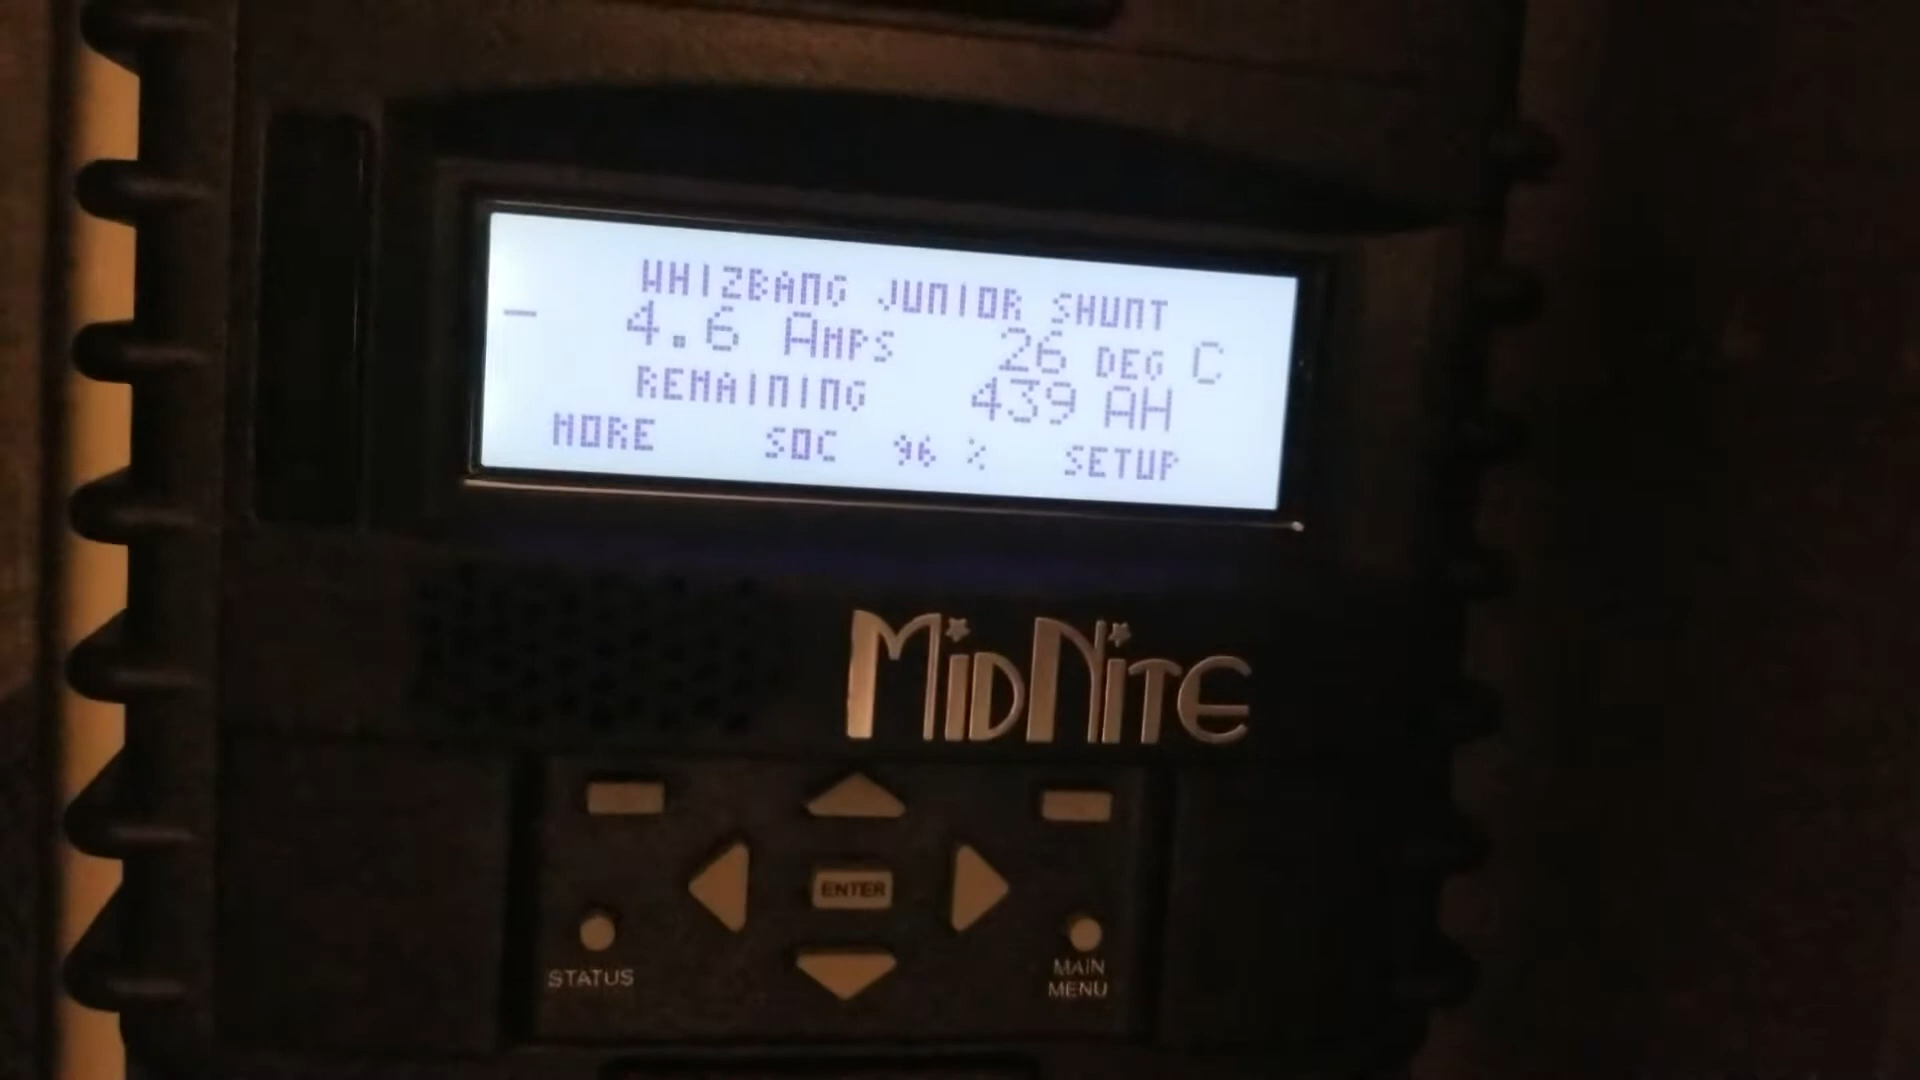 WHIZBANG JUNIOR SHUNT
- 4.6 AMPS 26 DEG C
REMAINING 439 AH
MORE SOC 96 % SETUP
MIDNITE
ENTER
STATUS
MAIN
MENU